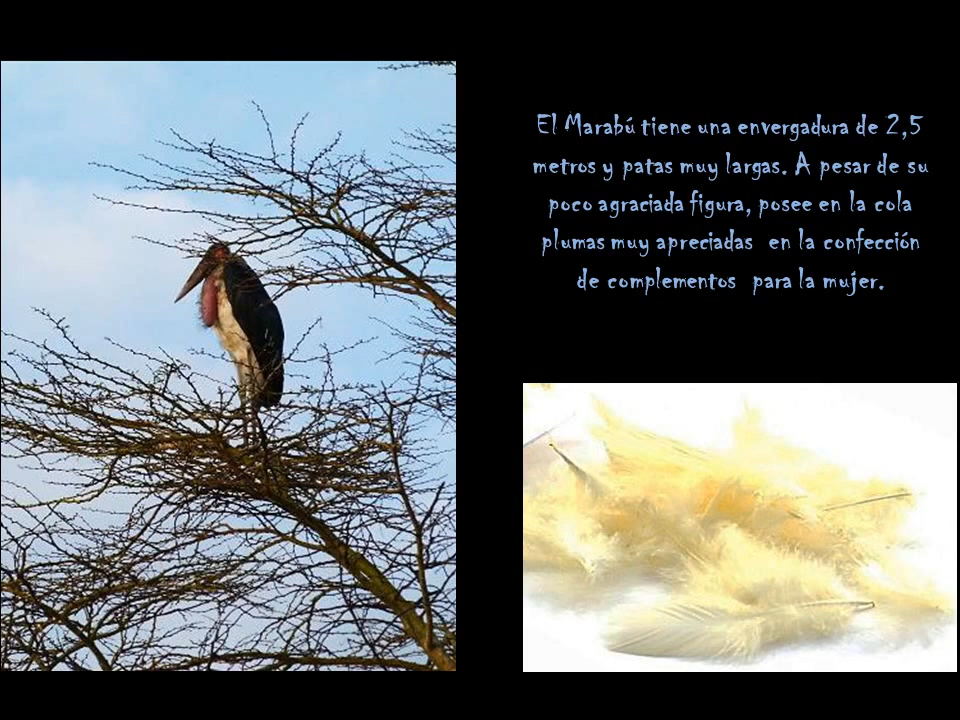 El Marabú tiene una envergadura de 2,5
metros y patas muy largas. A pesar de su
poco agraciada figura, posee en la cola
plumas muy apreciadas  en la confección
de complementos  para la mujer.